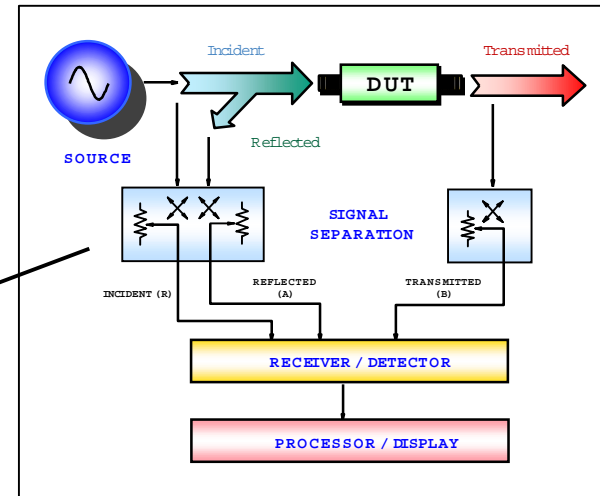 Incident
Transmitted
DUT
Reflected
SOURCE
SIGNAL
SEPARATION
INCIDENT (R)
REFLECTED
(A)
TRANSMITTED
(B)
RECEIVER / DETECTOR
PROCESSOR / DISPLAY